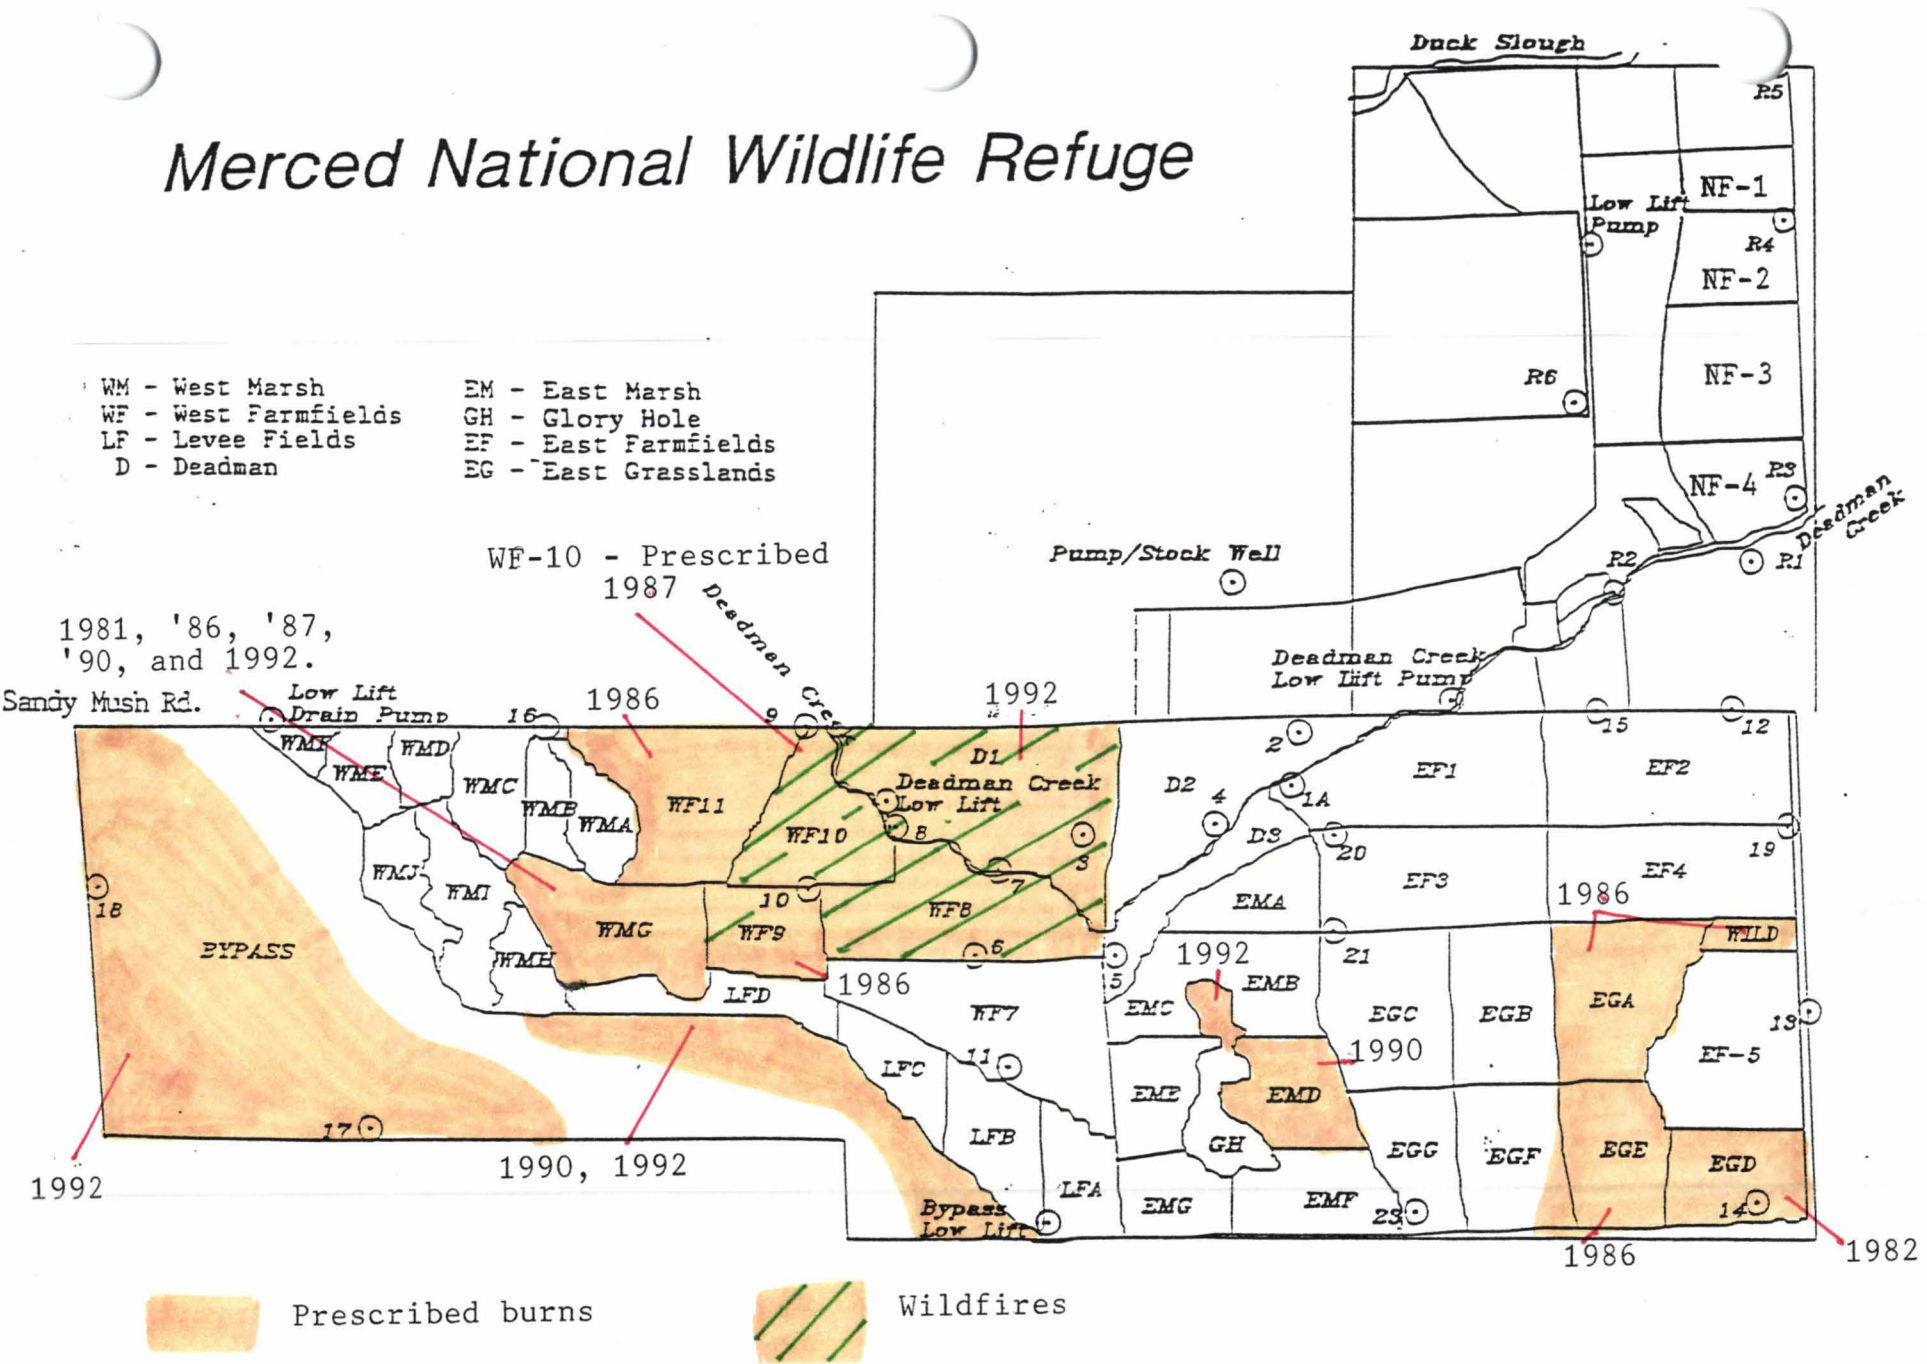 Duck Slough
Merced National Wildlife Refuge
R5
NF-1
Low Lift
Pump
R4
NF-2
NF-3
R6
R3
NF-4
Deadman
Creek
R2
R1
WM - West Marsh
WF - West Farmfields
LF - Levee Fields
D - Deadman
EM - East Marsh
GH - Glory Hole
EF - East Farmfields
EG - East Grasslands
WF-10 - Prescribed
1987
Pump/Stock Well
Deadman Creek
1981, '86, '87,
'90, and 1992.
Sandy Mush Rd.
Low Lift
Drain Pump
16
1986
9
1992
Deadman Creek
Low Lift Pump
15
12
WMF
WME
WMD
WMC
WMB
WMA
WF11
WF10
D1
Deadman Creek
Low Lift
8
3
7
D2
2
4
1A
D3
20
EF1
EF2
19
EF3
EF4
18
BYPASS
WMJ
WMI
WMH
WMG
10
WF9
WF8
6
5
EMA
21
1986
WILD
1986
LFD
WF7
1992
EMC
EMB
EGC
EGB
EGA
13
EF-5
1990
11
LFC
EME
EMD
17
LFB
GH
EGG
EGF
EGE
EGD
1992
1990, 1992
LFA
EMG
EMF
23
14
Bypass
Low Lift
1986
1982
Prescribed burns
Wildfires